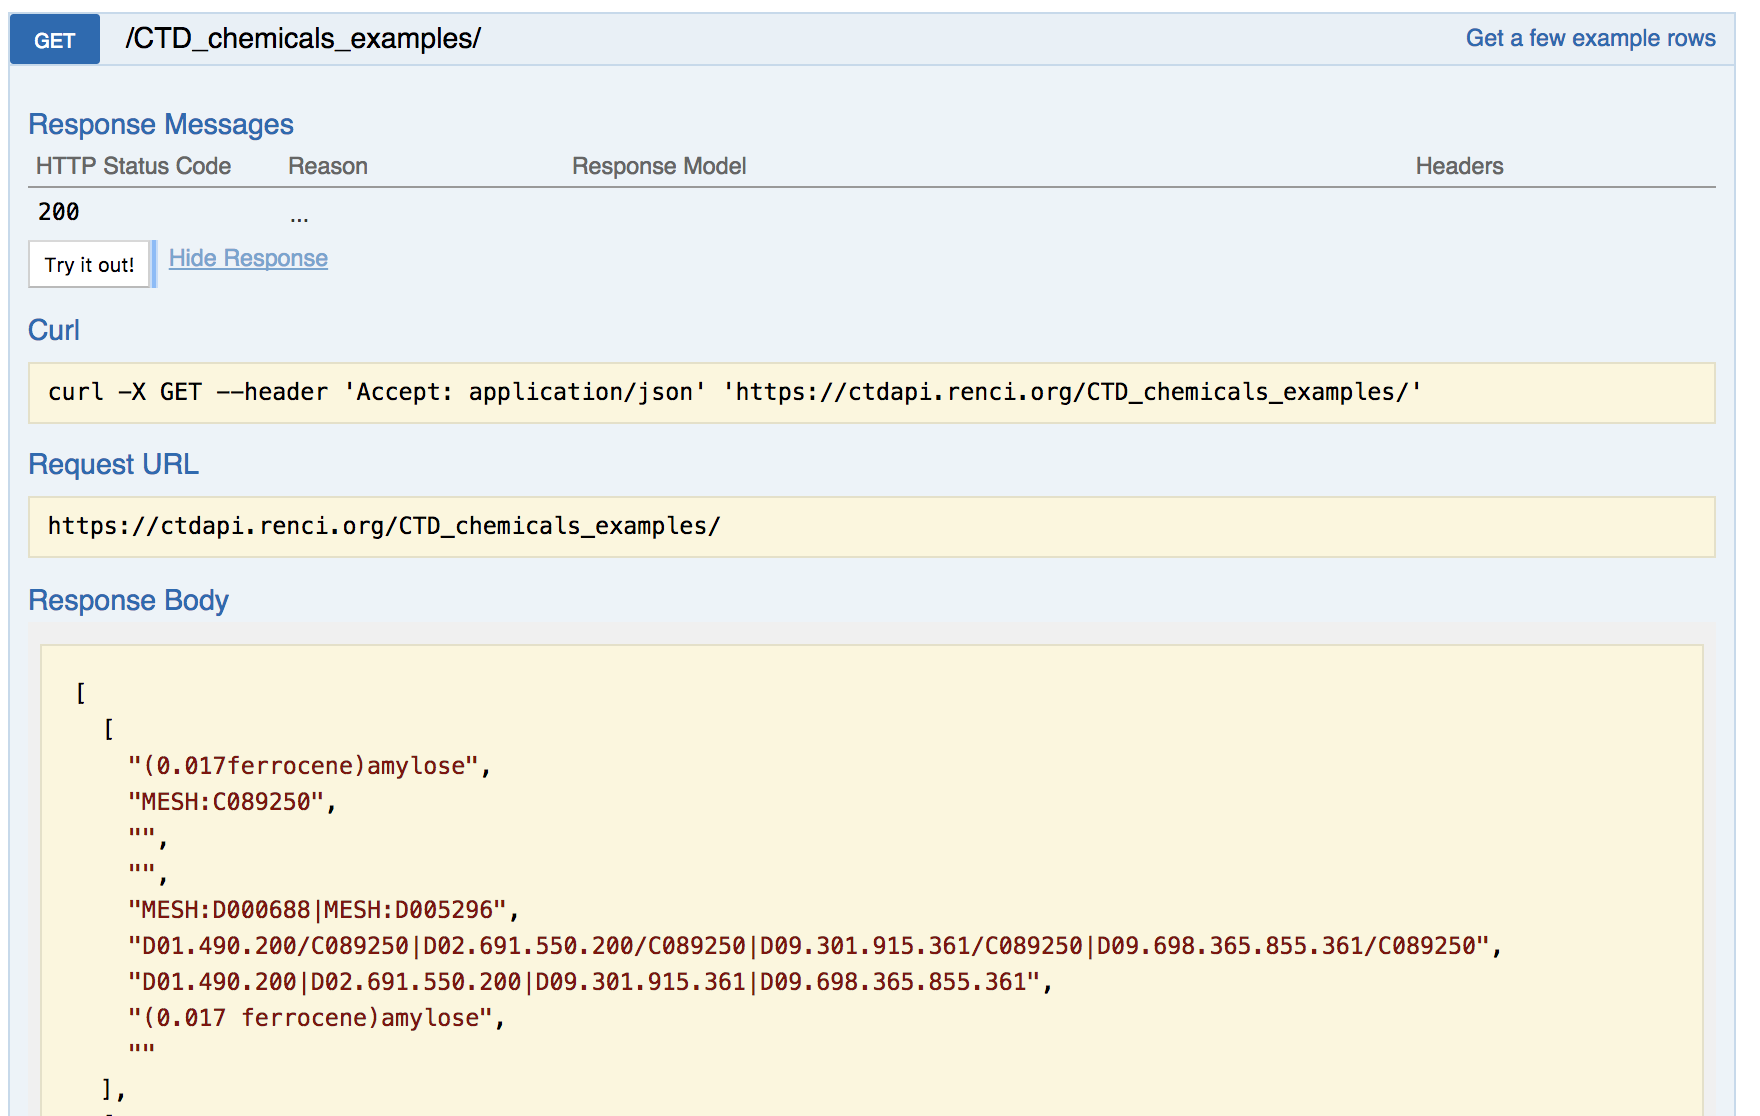 GET /CTD_chemicals_examples/ Get a few example rows
Response Messages
HTTP Status Code Reason Response Model Headers
200 ...
Try it out! Hide Response
Curl
curl -X GET --header 'Accept: application/json' 'https://ctdapi.renci.org/CTD_chemicals_examples/'
Request URL
https://ctdapi.renci.org/CTD_chemicals_examples/
Response Body
[
[
"(0.017ferrocene)amylose",
"MESH:C089250",
"",
"",
"MESH:D000688|MESH:D005296",
"D01.490.200/C089250|D02.691.550.200/C089250|D09.301.915.361/C089250|D09.698.365.855.361/C089250",
"D01.490.200|D02.691.550.200|D09.301.915.361|D09.698.365.855.361",
"(0.017 ferrocene)amylose",
""
],